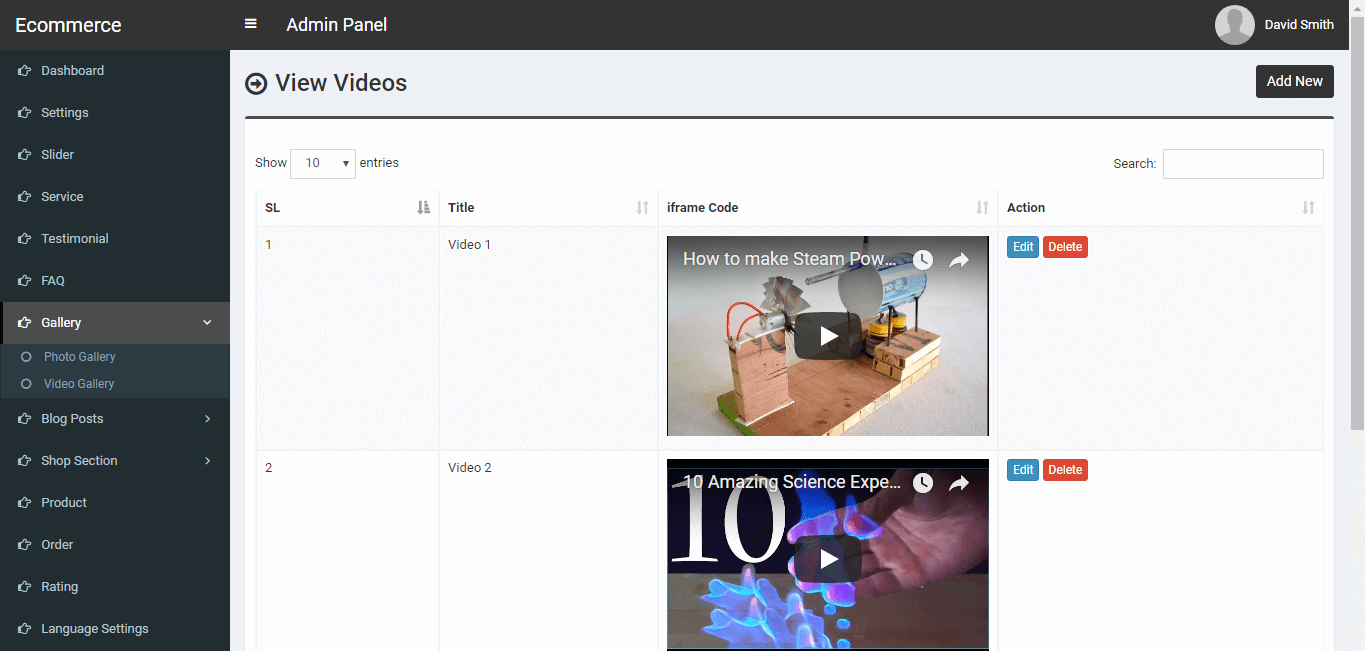 Ecommerce
Admin Panel
David Smith
Dashboard
Settings
Slider
Service
Testimonial
FAQ
Gallery
Photo Gallery
Video Gallery
Blog Posts
Shop Section
Product
Order
Rating
Language Settings
View Videos
Add New
Show 10 entries
Search:
SL Title iframe Code Action
1 Video 1
How to make Steam Pow...
Edit Delete
2 Video 2
10 Amazing Science Expe...
10
Edit Delete